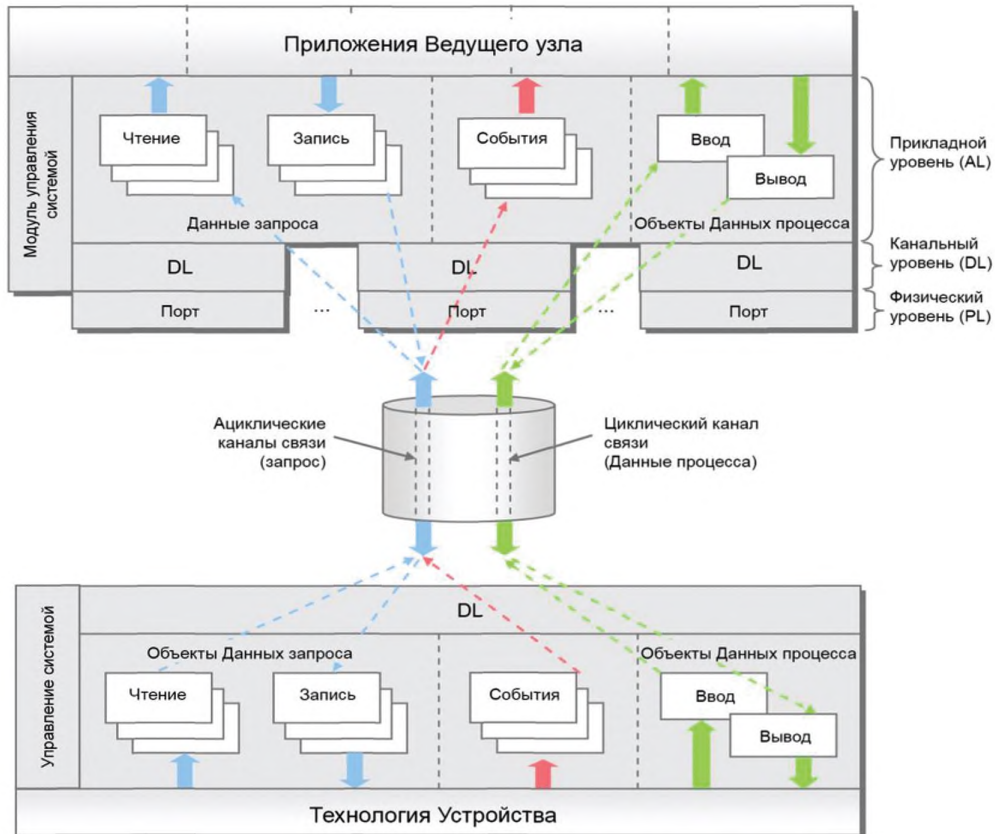 Приложения Ведущего узла
Модуль управления
системой
Чтение
Запись
События
Ввод
Вывод
Данные запроса
Объекты Данных процесса
Прикладной
уровень (AL)
DL
DL
DL
Канальный
уровень (DL)
Порт
...
Порт
...
Порт
Физический
уровень (PL)
Ациклические
каналы связи
(запрос)
Циклический канал
связи
(Данные процесса)
Управление системой
DL
Объекты Данных запроса
Объекты Данных процесса
Чтение
Запись
События
Ввод
Вывод
Технология Устройства